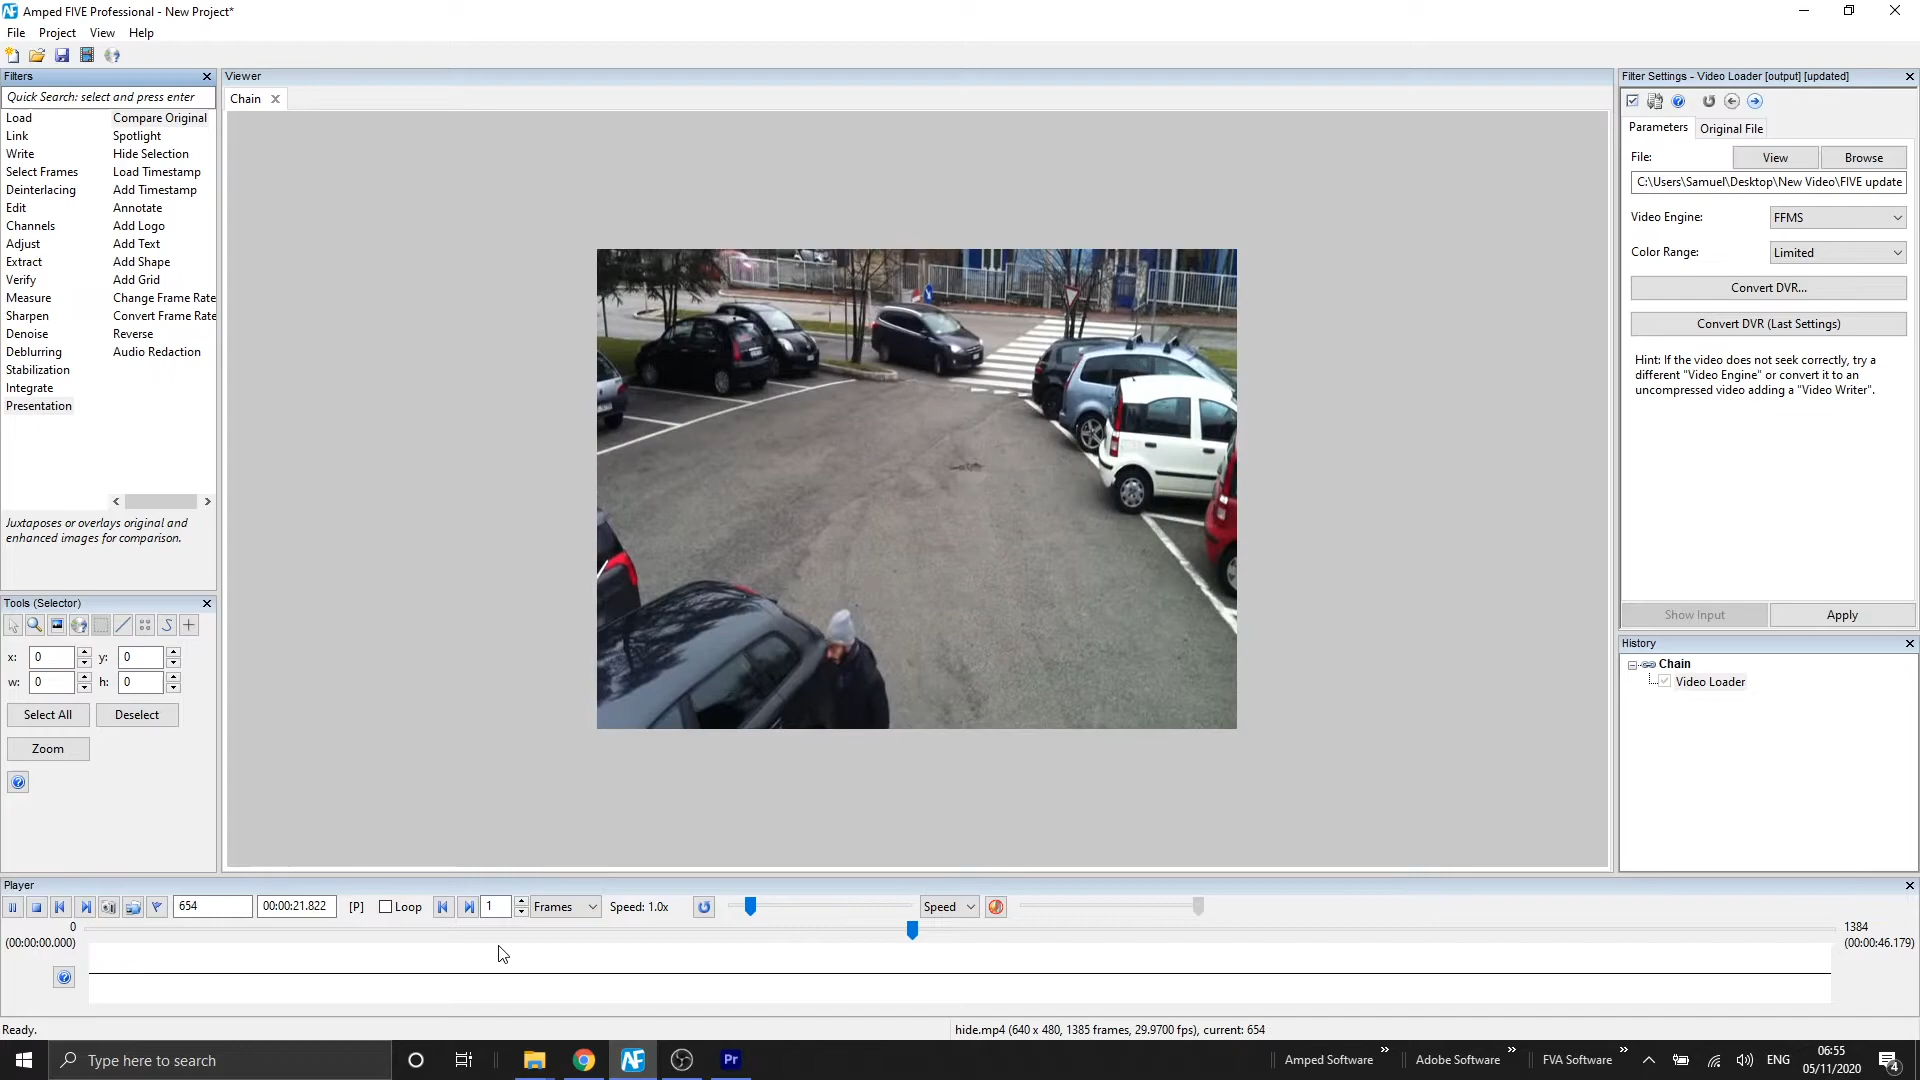 Amped FIVE Professional - New Project*
File Project View Help
Filters
Quick Search: select and press enter
Load
Link
Write
Select Frames
Deinterlacing
Edit
Channels
Adjust
Extract
Verify
Measure
Sharpen
Denoise
Deblurring
Stabilization
Integrate
Presentation
Compare Original
Spotlight
Hide Selection
Load Timestamp
Add Timestamp
Annotate
Add Logo
Add Text
Add Shape
Add Grid
Change Frame Rate
Convert Frame Rate
Reverse
Audio Redaction
Juxtaposes or overlays original and
enhanced images for comparison.
Tools (Selector)
x: 0 y: 0
w: 0 h: 0
Select All Deselect
Zoom
Viewer
Chain
Filter Settings - Video Loader [output] [updated]
Parameters Original File
File: View Browse
C:\Users\Samuel\Desktop\New Video\FIVE update
Video Engine: FFMS
Color Range: Limited
Convert DVR...
Convert DVR (Last Settings)
Hint: If the video does not seek correctly, try a
different "Video Engine" or convert it to an
uncompressed video adding a "Video Writer".
Show Input Apply
History
Chain
Video Loader
Player
654 00:00:21.822 [P] Loop 1 Frames Speed: 1.0x Speed
0 1384
(00:00:00.000) (00:00:46.179)
Ready. hide.mp4 (640 x 480, 1385 frames, 29.9700 fps), current: 654
Type here to search
Pr
Amped Software Adobe Software FVA Software ENG
06:55
05/11/2020
4